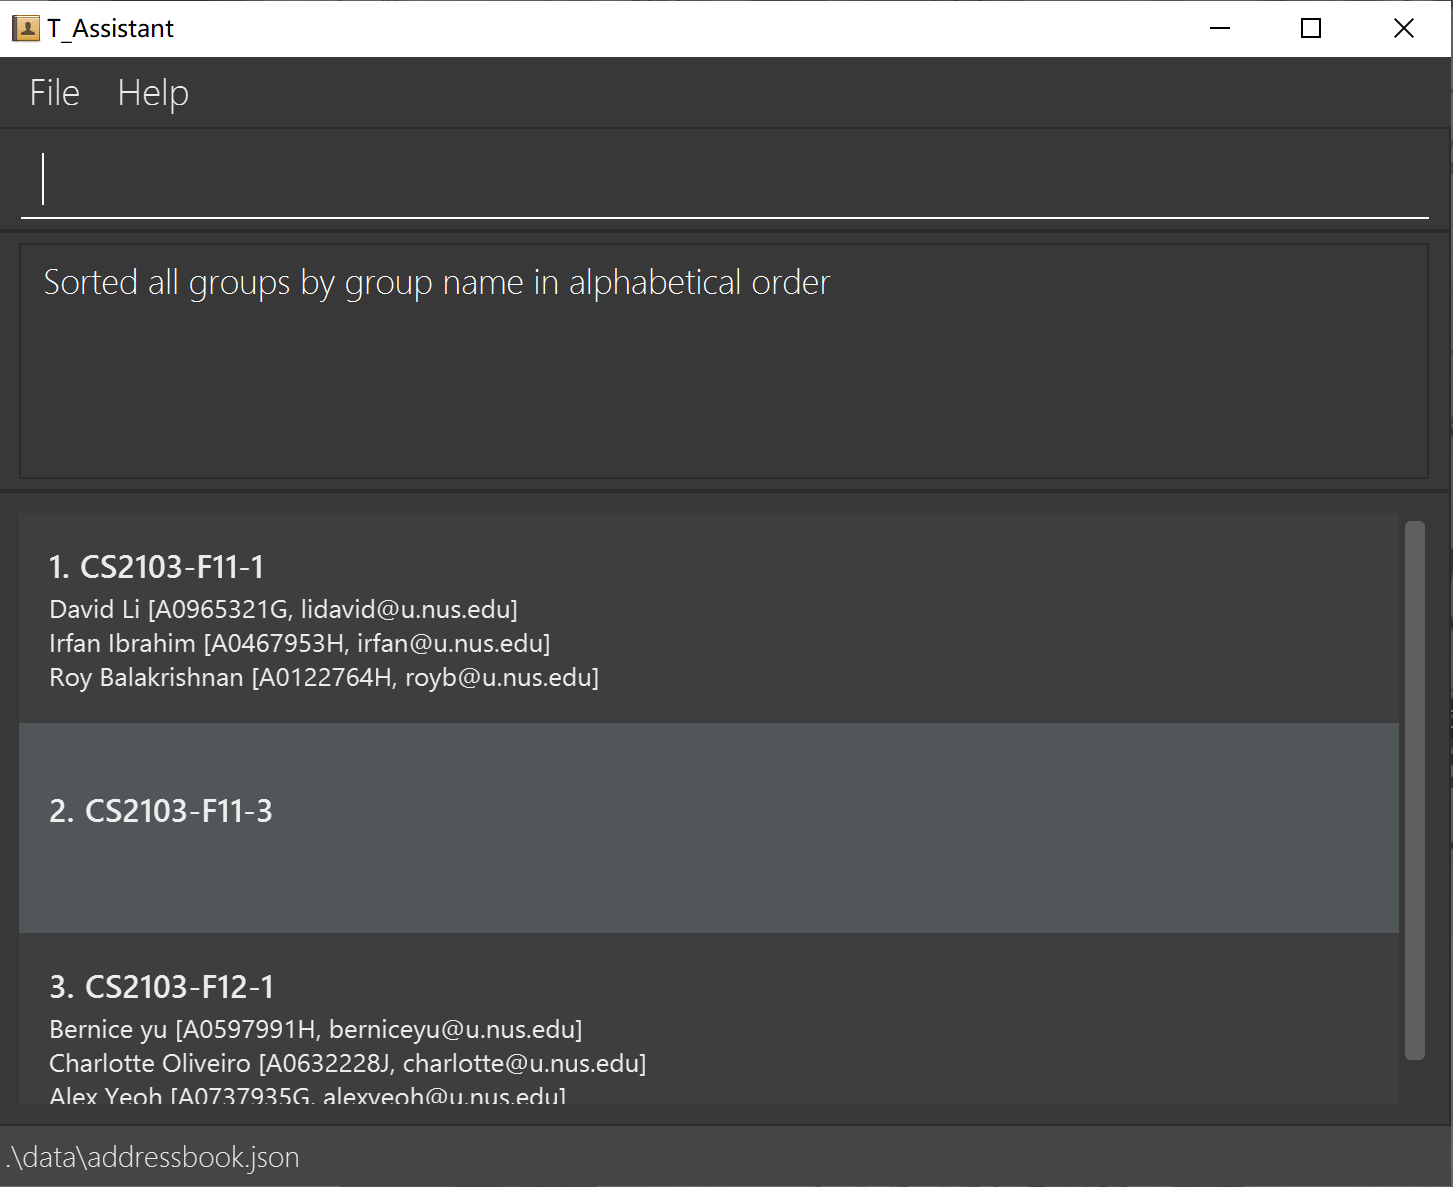 T_Assistant
File Help
Sorted all groups by group name in alphabetical order
1. CS2103-F11-1
David Li [A0965321G, lidavid@u.nus.edu]
Irfan Ibrahim [A0467953H, irfan@u.nus.edu]
Roy Balakrishnan [A0122764H, royb@u.nus.edu]
2. CS2103-F11-3
3. CS2103-F12-1
Bernice yu [A0597991H, berniceyu@u.nus.edu]
Charlotte Oliveiro [A0632228J, charlotte@u.nus.edu]
Alex Yeoh [A0737935G, alexyeoh@u.nus.edu]
.\data\addressbook.json